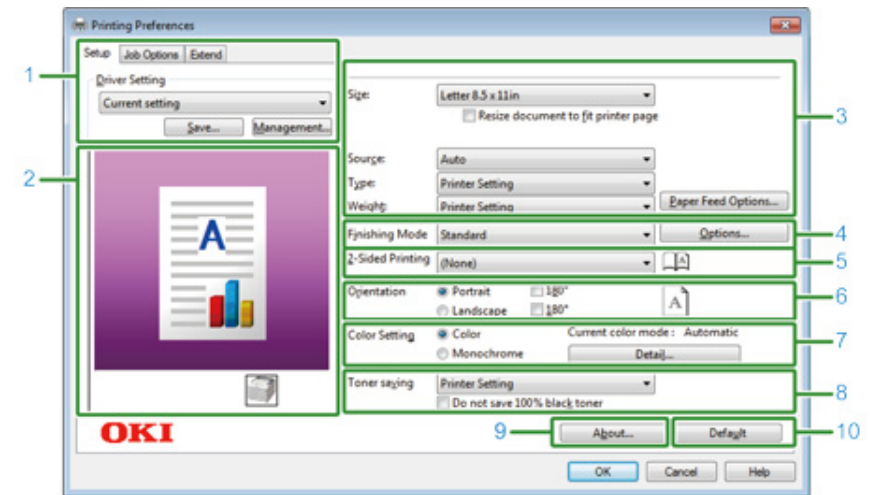 Printing Preferences
Setup Job Options Extend
1
Driver Setting
Current setting
Save... Management...
2
A
OKI
Size: Letter 8.5 x 11in
Resize document to fit printer page
3
Source: Auto
Type: Printer Setting
Weight: Printer Setting Paper Feed Options...
Finishing Mode Standard Options... 4
2-Sided Printing (None) A 5
Orientation Portrait 180° A 6
Landscape 180°
Color Setting Color Current color mode : Automatic 7
Monochrome Detail...
Toner saving Printer Setting 8
Do not save 100% black toner
9 About... Default 10
OK Cancel Help